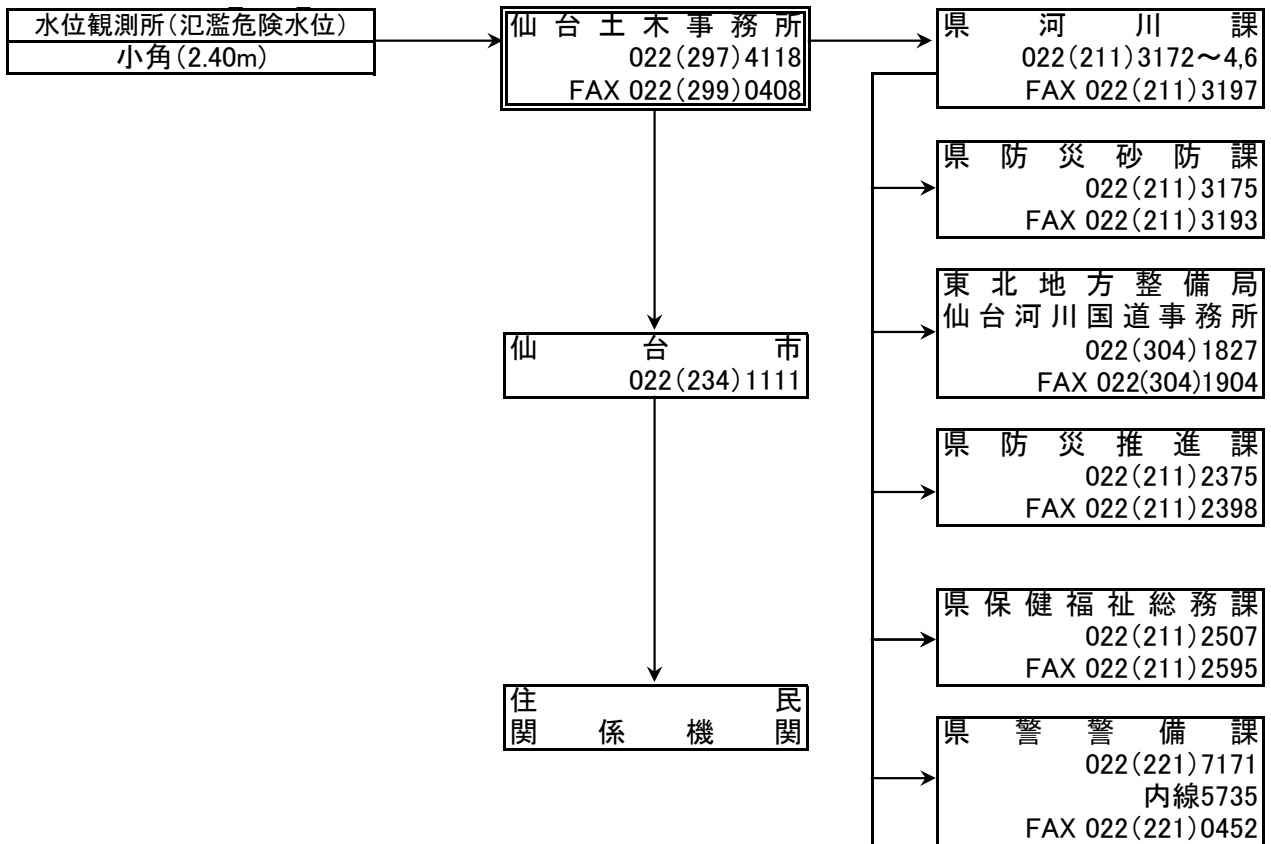 水位観測所(氾濫危険水位)
小角(2.40m)
仙台土木事務所
022(297)4118
FAX 022(299)0408
仙台市
022(234)1111
住民
関係機関
県河川課
022(211)3172～4,6
FAX 022(211)3197
県防災砂防課
022(211)3175
FAX 022(211)3193
東北地方整備局
仙台河川国道事務所
022(304)1827
FAX 022(304)1904
県防災推進課
022(211)2375
FAX 022(211)2398
県保健福祉総務課
022(211)2507
FAX 022(211)2595
県警警備課
022(221)7171
内線5735
FAX 022(221)0452